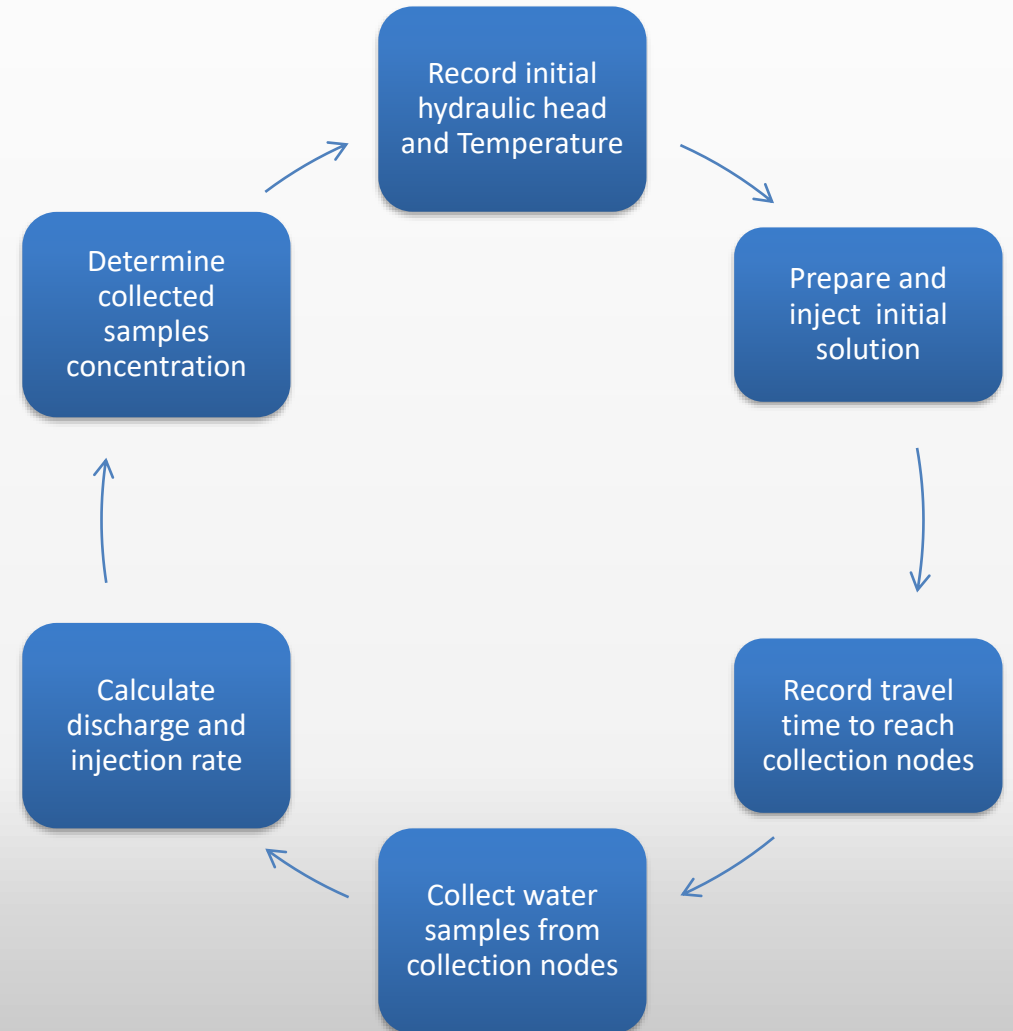 Record initial
hydraulic head
and Temperature
Prepare and
inject initial
solution
Record travel
time to reach
collection nodes
Collect water
samples from
collection nodes
Calculate
discharge and
injection rate
Determine
collected
samples
concentration